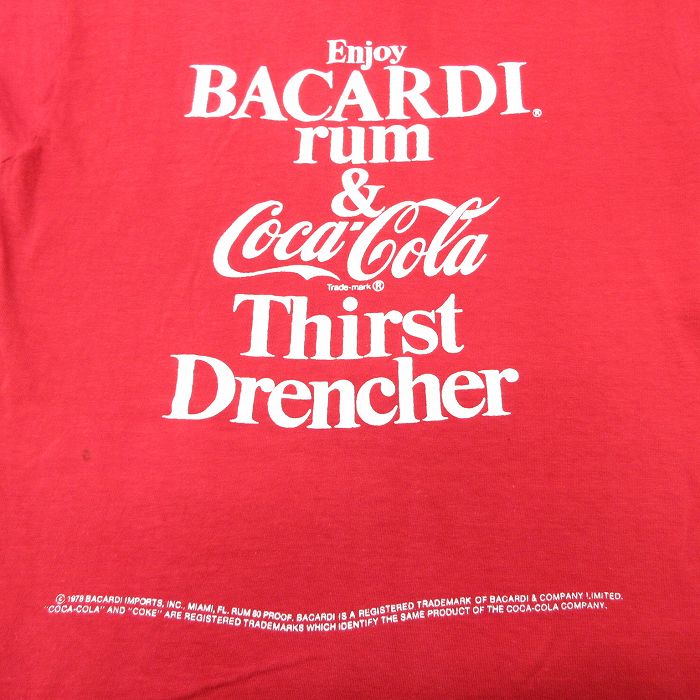 Enjoy
BACARDI®
rum
&
Coca-Cola
Trade-mark ®
Thirst
Drencher
© 1978 BACARDI IMPORTS, INC., MIAMI, FL. RUM 80 PROOF. BACARDI IS A REGISTERED TRADEMARK OF BACARDI & COMPANY LIMITED.
"COCA-COLA" AND "COKE" ARE REGISTERED TRADEMARKS WHICH IDENTIFY THE SAME PRODUCT OF THE COCA-COLA COMPANY.